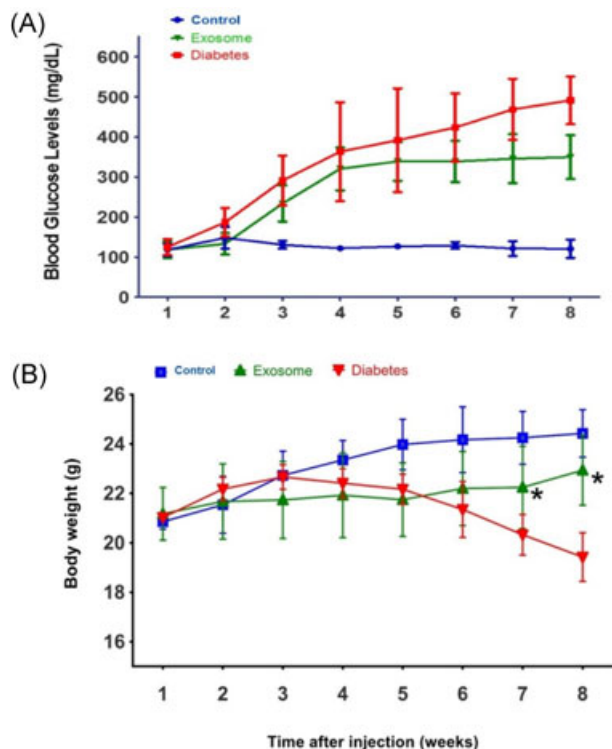 (A)
Control
Exosome
Diabetes
Blood Glucose Levels (mg/dL)
600
500
400
300
200
100
0
1 2 3 4 5 6 7 8
(B)
Control Exosome Diabetes
Body weight (g)
26
24
22
20
18
16
*
*
1 2 3 4 5 6 7 8
Time after injection (weeks)